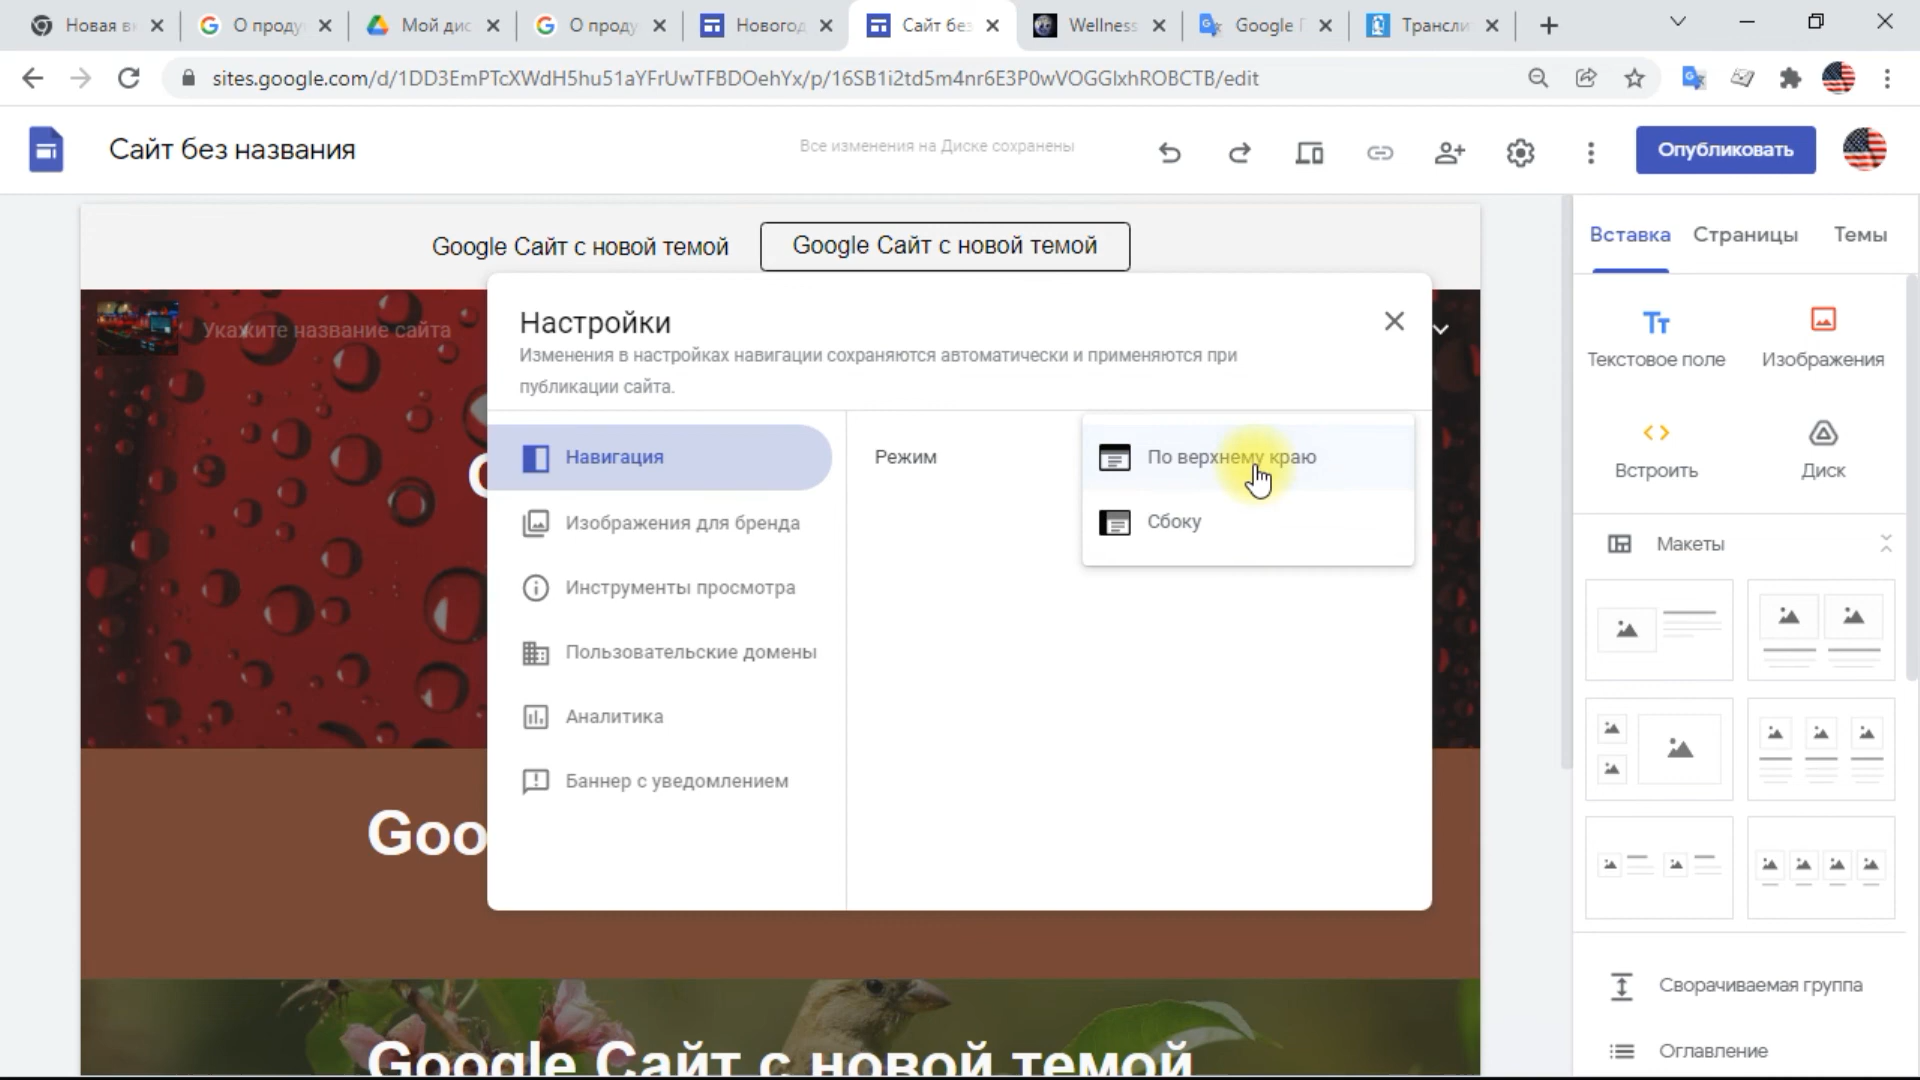 Новая вк
О проду
Мой дис
О проду
Новогод
Сайт без
Wellness
Google П
Трансли
sites.google.com/d/1DD3EmPTcXWdH5hu51aYFrUwTFBDOehYx/p/16SB1i2td5m4nr6E3P0wVOGGlxhROBCTB/edit
Сайт без названия
Все изменения на Диске сохранены
Опубликовать
Google Сайт с новой темой
Google Сайт с новой темой
Вставка
Страницы
Темы
Укажите название сайта
Настройки
Изменения в настройках навигации сохраняются автоматически и применяются при
публикации сайта.
Навигация
Изображения для бренда
Инструменты просмотра
Пользовательские домены
Аналитика
Баннер с уведомлением
Режим
По верхнему краю
Сбоку
Goo
Google Сайт с новой темой
Текстовое поле
Изображения
Встроить
Диск
Макеты
Сворачиваемая группа
Оглавление